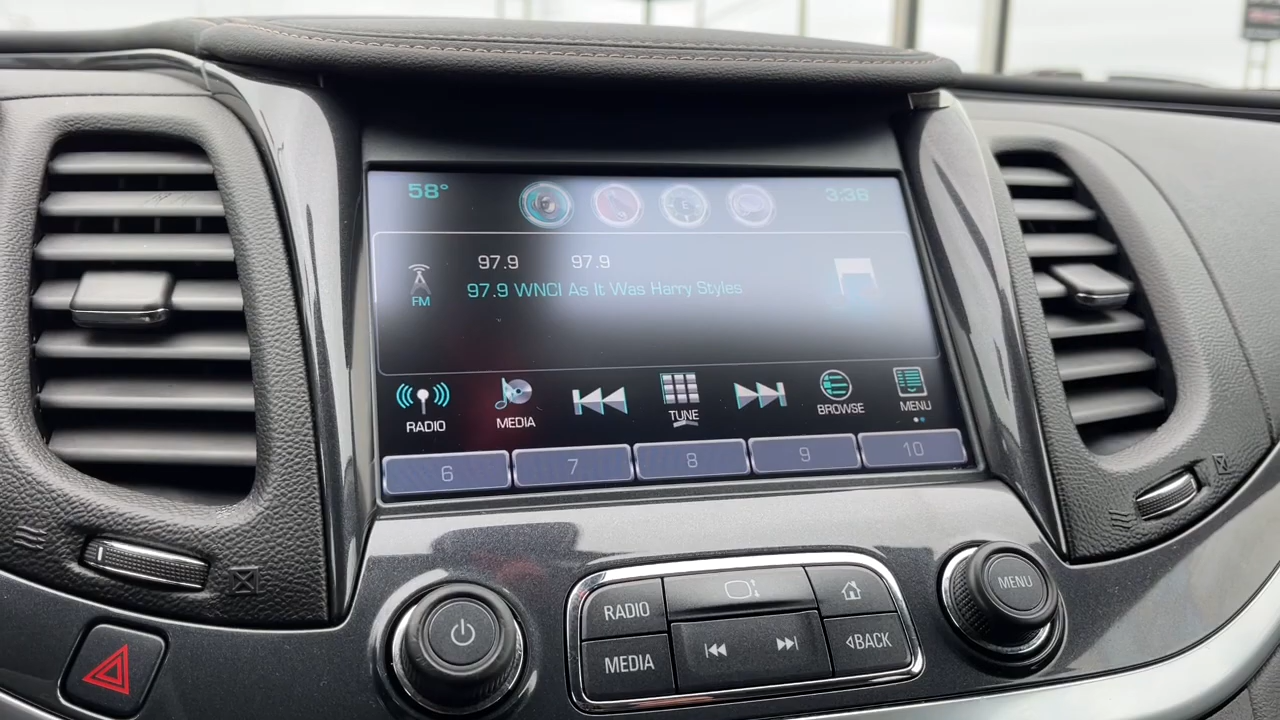 58° 3:36
97.9 97.9
FM
97.9 WNCI As It Was Harry Styles
RADIO MEDIA TUNE BROWSE MENU
6 7 8 9 10
RADIO
MEDIA
BACK
MENU